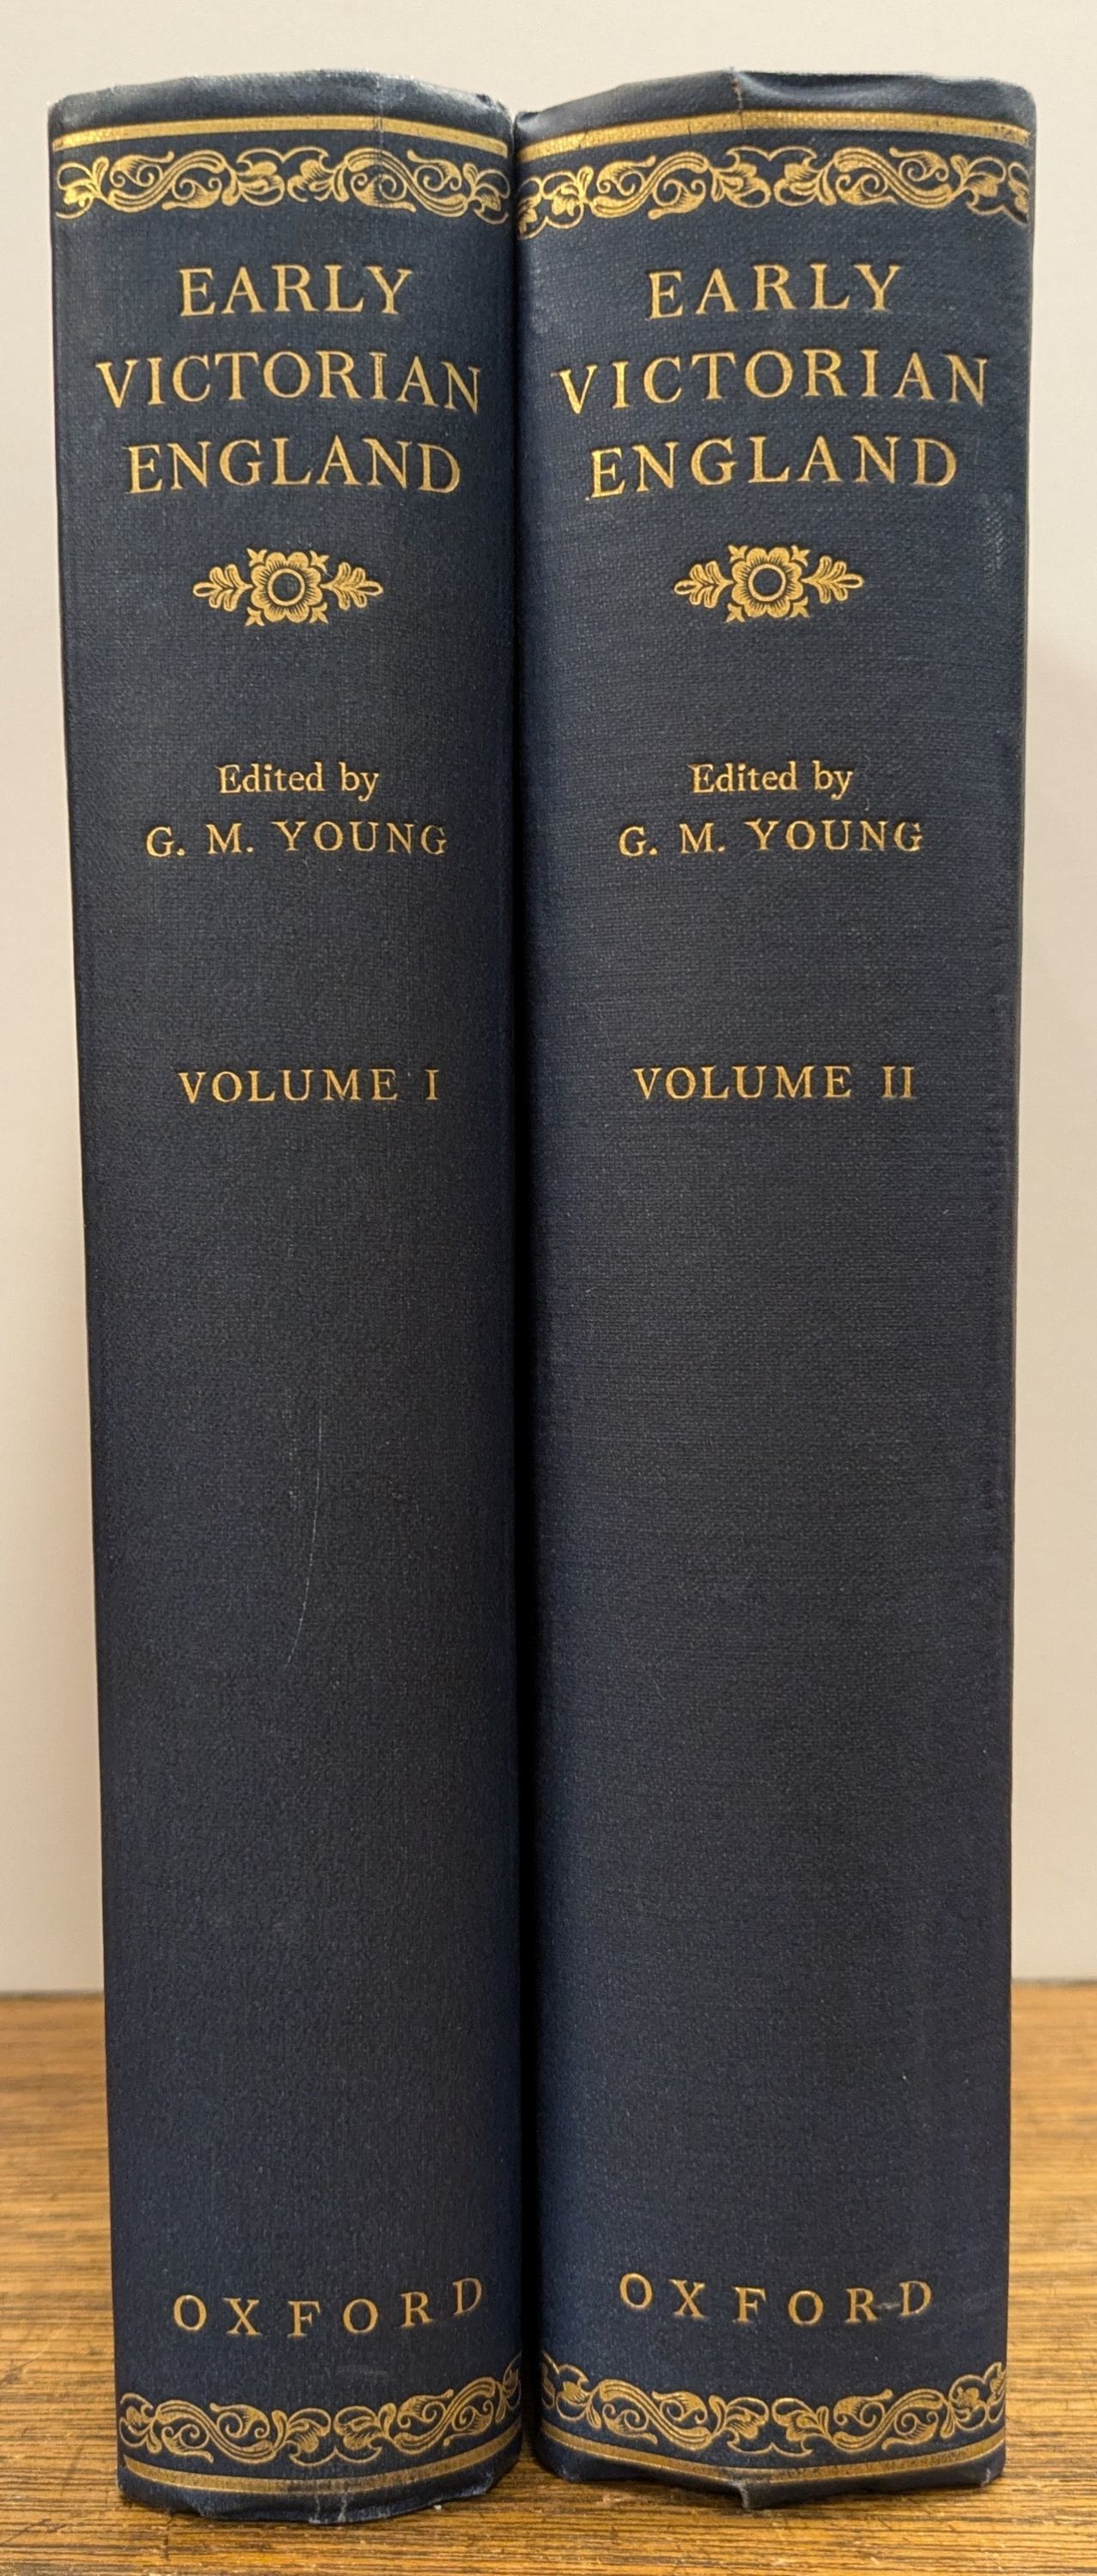 EARLY
VICTORIAN
ENGLAND
Edited by
G. M. YOUNG
VOLUME I
OXFORD
EARLY
VICTORIAN
ENGLAND
Edited by
G. M. YOUNG
VOLUME II
OXFORD